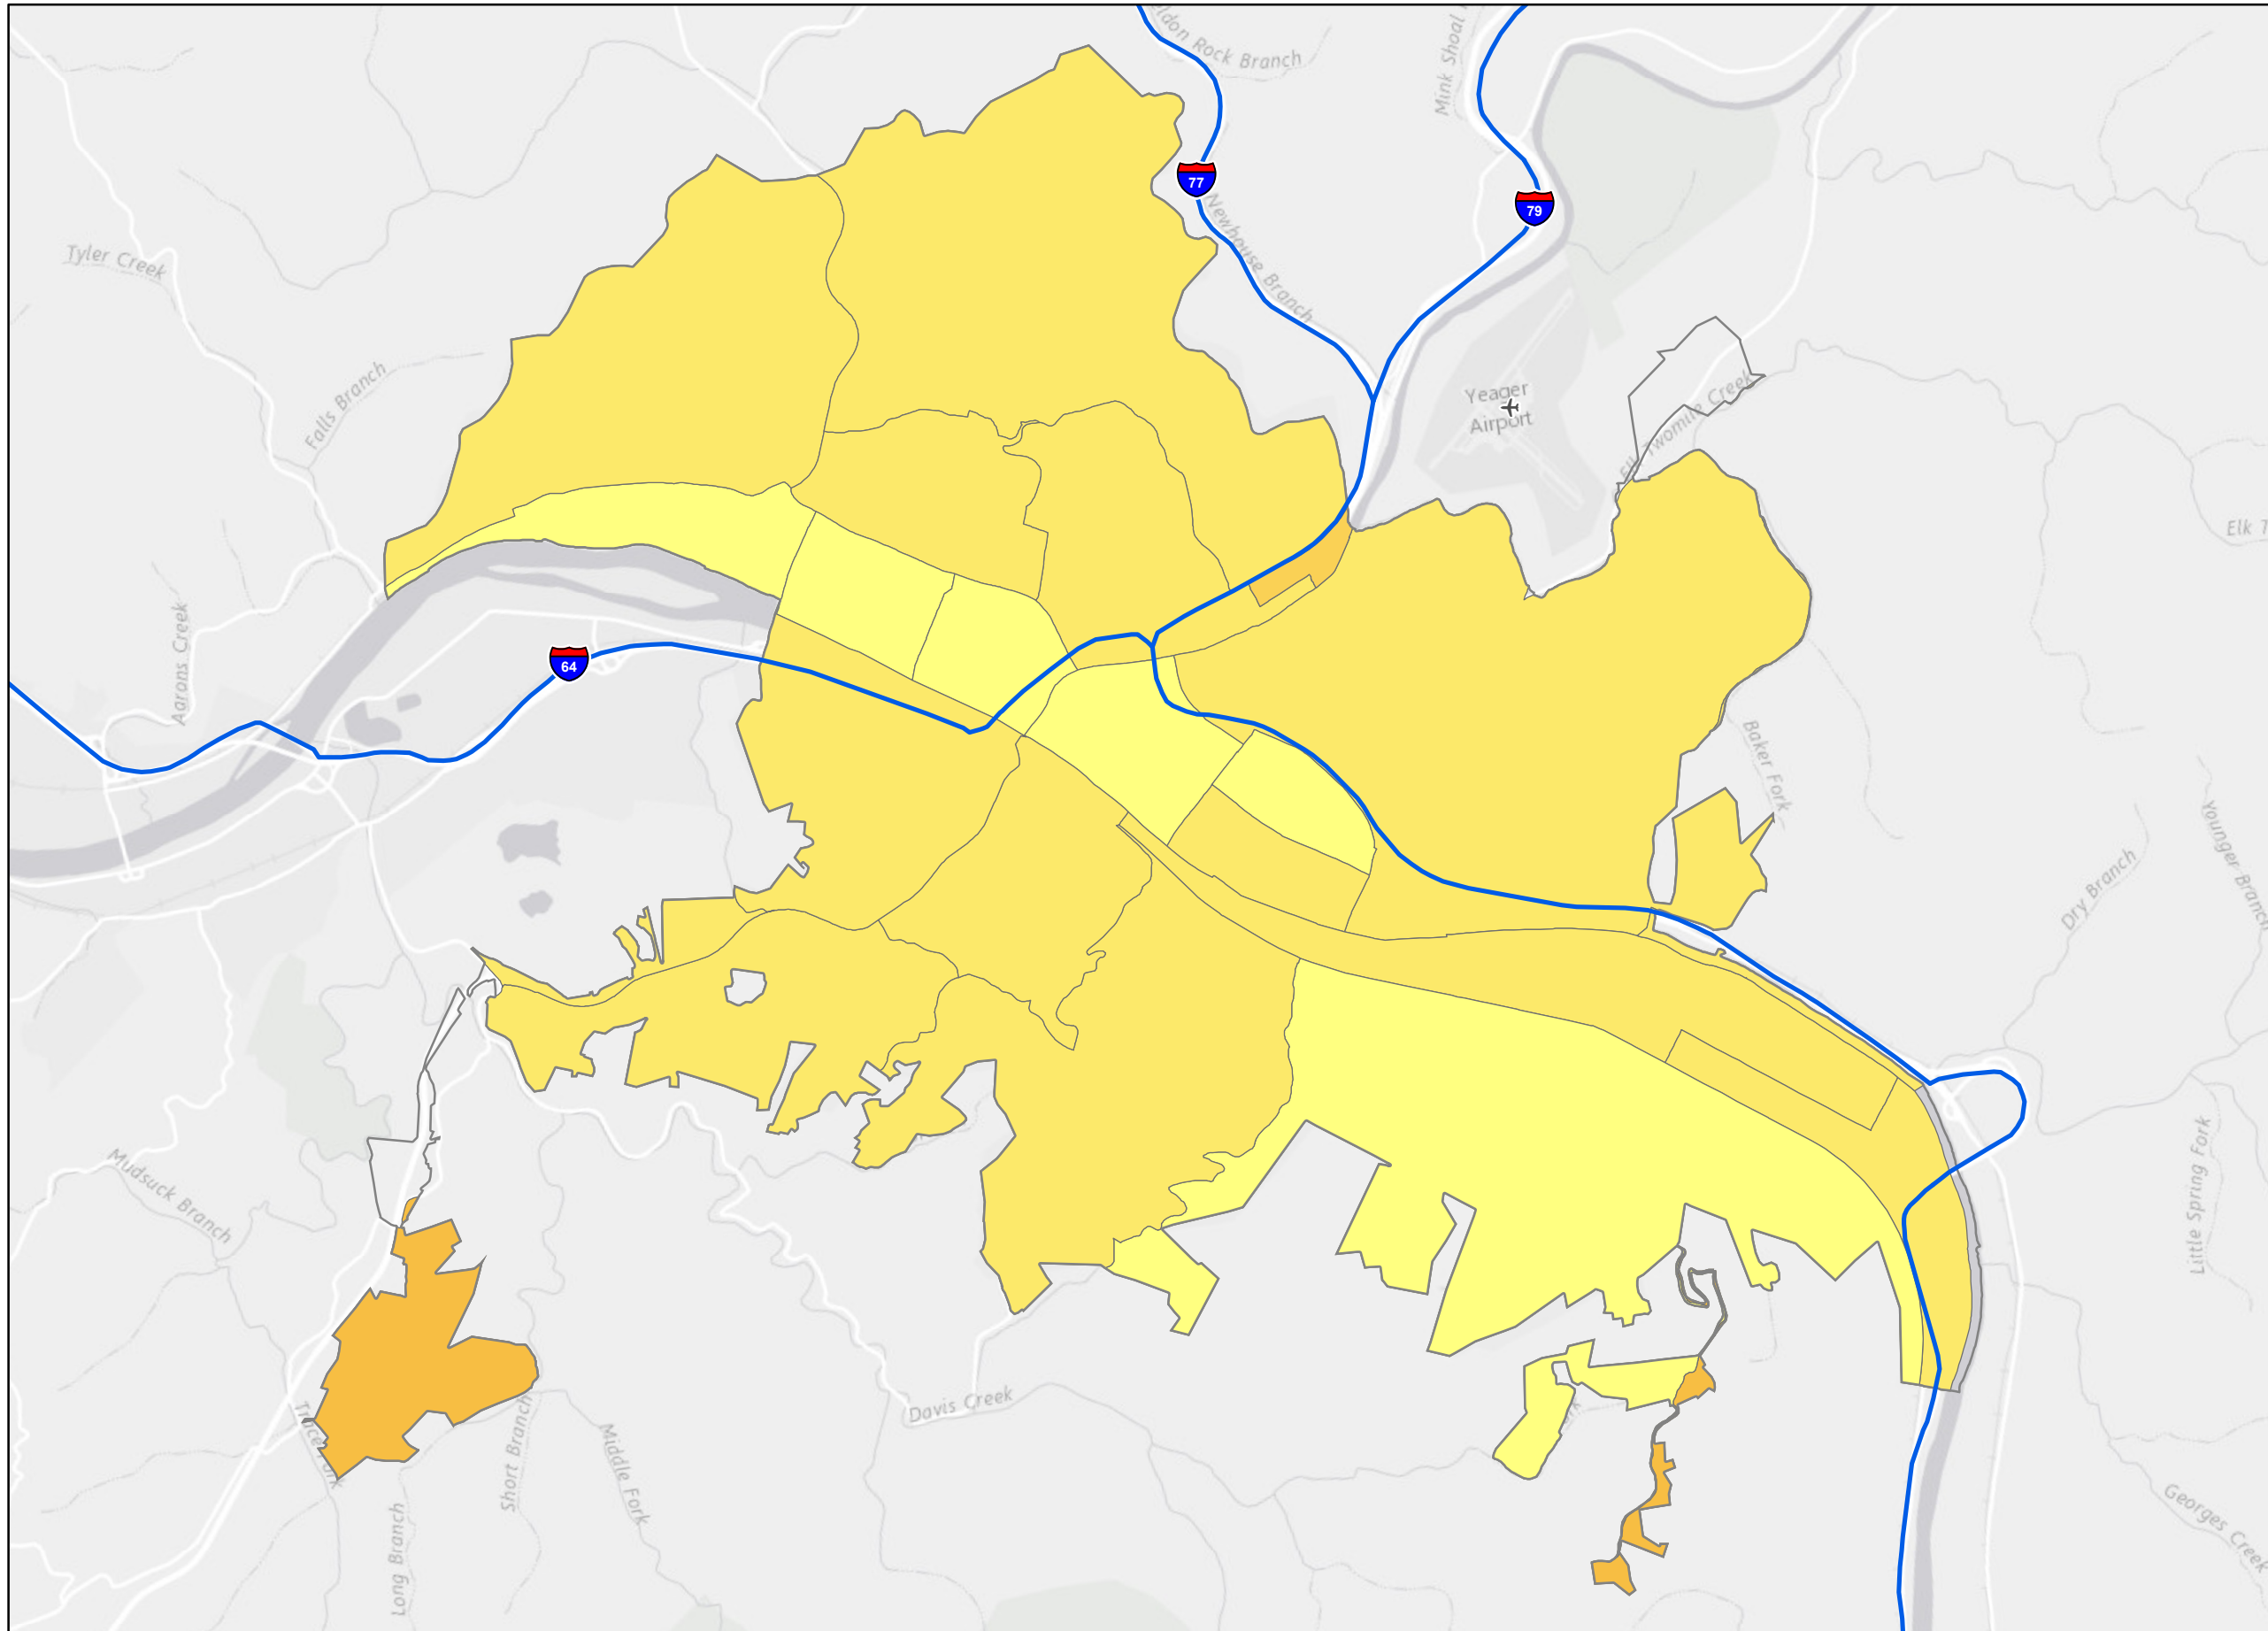 Rock Branch
Mink Shoal
77
79
Newhouse Branch
Tyler Creek
Yeager
Airport
Falls Branch
Elk Twomile Creek
Elk T
Aarons Creek
64
Baker Fork
Younger Branch
Dry Branch
Mudsuck Branch
Little Spring Fork
Davis Creek
Short Branch
Middle Fork
Long Branch
Georges Creek